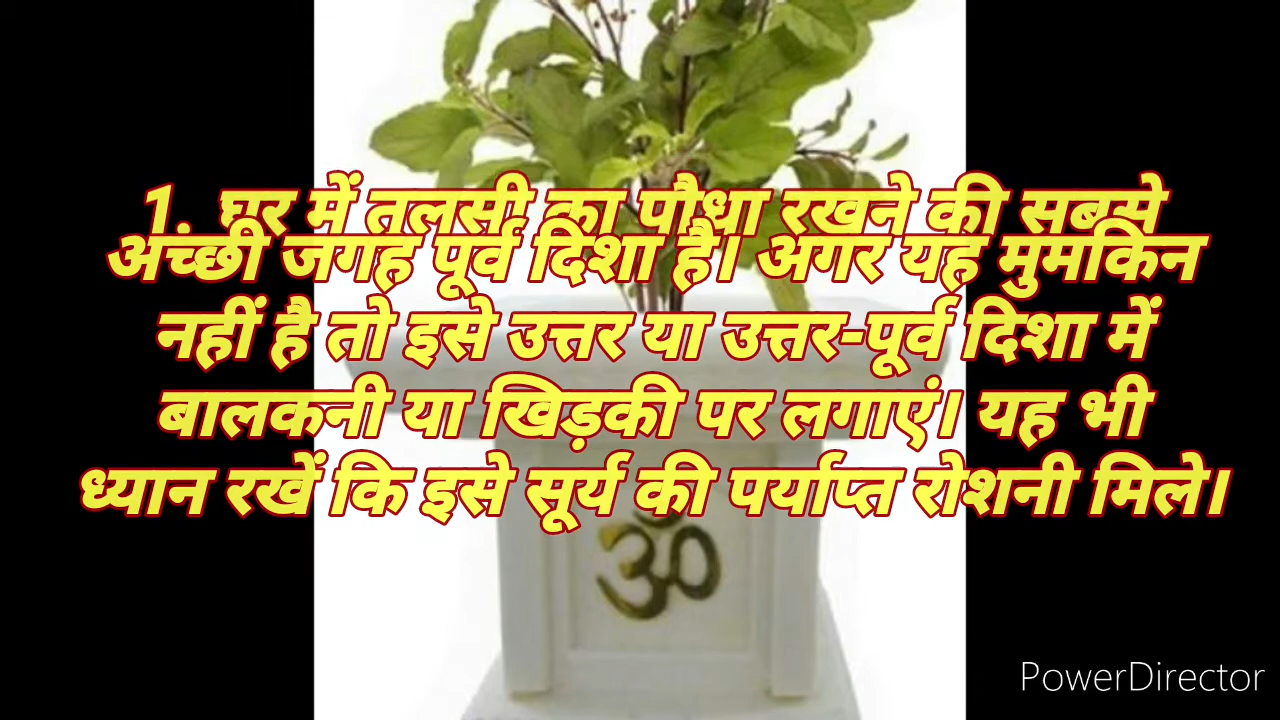 1. घर में तुलसी का पौधा रखने की सबसे
अच्छी जगह पूर्व दिशा है। अगर यह मुमकिन
नहीं है तो इसे उत्तर या उत्तर-पूर्व दिशा में
बालकनी या खिड़की पर लगाएं। यह भी
ध्यान रखें कि इसे सूर्य की पर्याप्त रोशनी मिले।
ॐ
PowerDirector